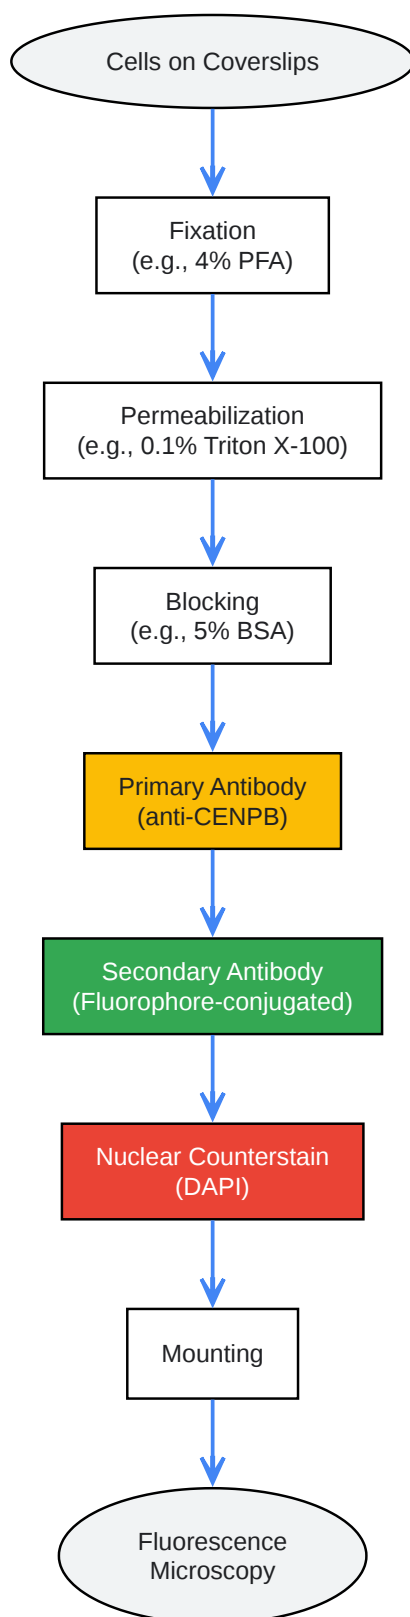 Cells on Coverslips
Fixation
(e.g., 4% PFA)
Permeabilization
(e.g., 0.1% Triton X-100)
Blocking
(e.g., 5% BSA)
Primary Antibody
(anti-CENPB)
Secondary Antibody
(Fluorophore-conjugated)
Nuclear Counterstain
(DAPI)
Mounting
Fluorescence
Microscopy